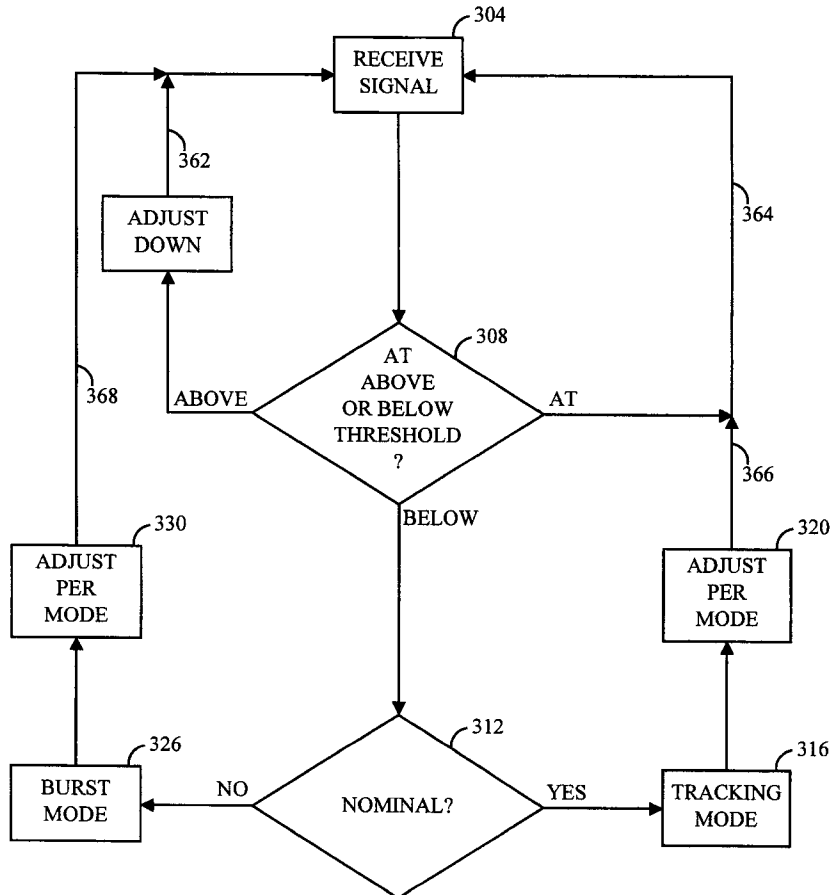 304
RECEIVE
SIGNAL
362
ADJUST
DOWN
364
308
AT
ABOVE
OR BELOW
THRESHOLD
?
368
ABOVE
AT
366
BELOW
330
ADJUST
PER
MODE
320
ADJUST
PER
MODE
312
326
BURST
MODE
NO
NOMINAL?
YES
316
TRACKING
MODE